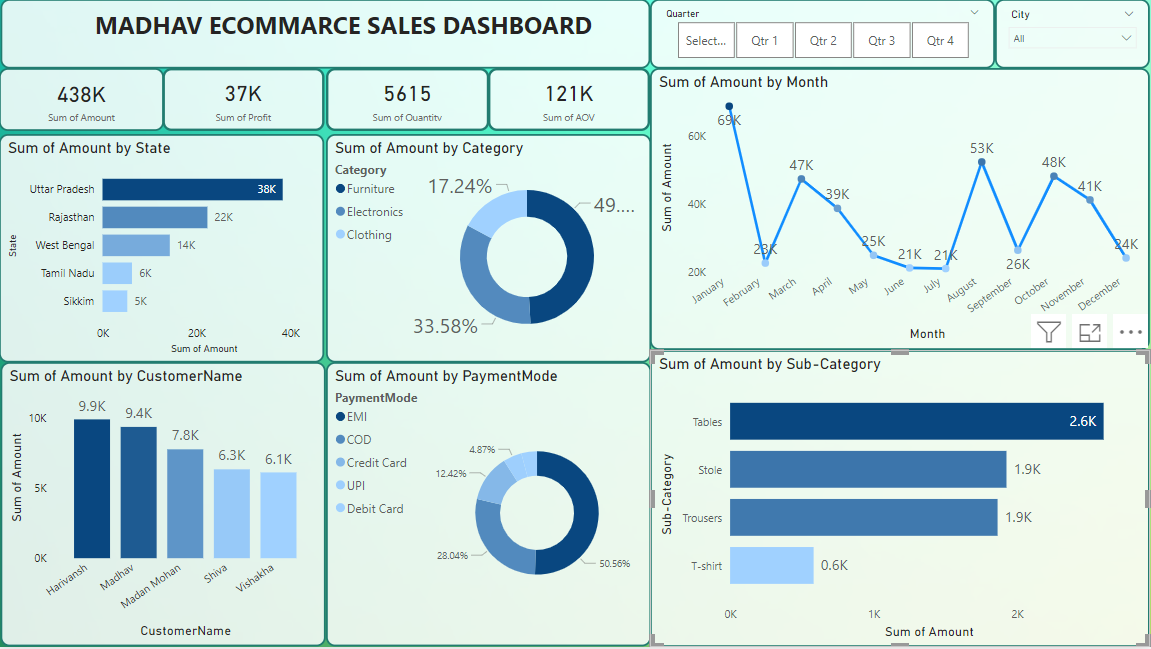 MADHAV ECOMMARCE SALES DASHBOARD
Quarter
Select...
Qtr 1
Qtr 2
Qtr 3
Qtr 4
City
All
438K
Sum of Amount
37K
Sum of Profit
5615
Sum of Quantity
121K
Sum of AOV
Sum of Amount by Month
Sum of Amount
60K
40K
20K
69K
23K
47K
39K
25K
21K
21K
53K
26K
48K
41K
24K
January
February
March
April
May
June
July
August
September
October
November
December
Month
Sum of Amount by State
State
Uttar Pradesh
38K
Rajasthan
22K
West Bengal
14K
Tamil Nadu
6K
Sikkim
5K
0K
20K
40K
Sum of Amount
Sum of Amount by Category
Category
Furniture
Electronics
Clothing
17.24%
49....
33.58%
Sum of Amount by CustomerName
Sum of Amount
10K
5K
0K
9.9K
9.4K
7.8K
6.3K
6.1K
Harivansh
Madhav
Madan Mohan
Shiva
Vishakha
CustomerName
Sum of Amount by PaymentMode
PaymentMode
EMI
COD
Credit Card
UPI
Debit Card
4.87%
12.42%
28.04%
50.56%
Sum of Amount by Sub-Category
Sub-Category
Tables
2.6K
Stole
1.9K
Trousers
1.9K
T-shirt
0.6K
0K
1K
2K
Sum of Amount